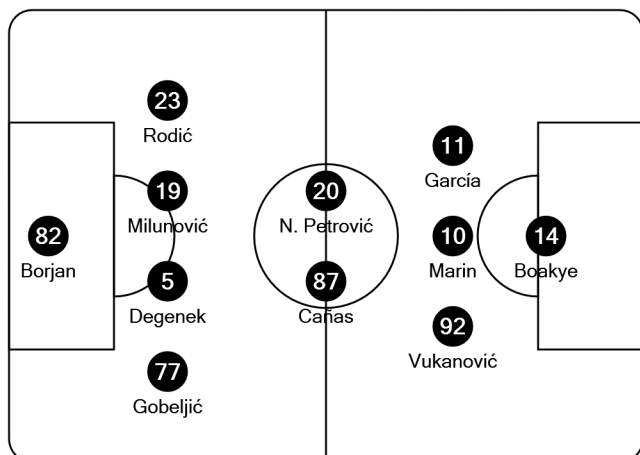 23
Rodić
11
García
19
Milunović
20
N. Petrović
82
Borjan
10
Marin
14
Boakye
5
Degenek
87
Cañas
92
Vukanović
77
Gobeljić